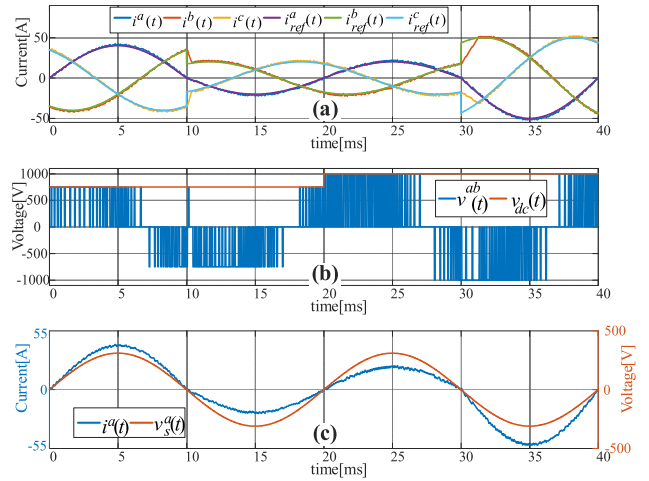 i^a(t) i^b(t) i^c(t) i^a_ref(t) i^b_ref(t) i^c_ref(t)
Current[A]
50
0
-50
0 5 10 15 20 25 30 35 40
(a)
time[ms]
Voltage[V]
1000
500
0
-500
-1000
v^ab(t) v_dc(t)
0 5 10 15 20 25 30 35 40
(b)
time[ms]
Current[A]
55
0
-55
500
0
-500
Voltage[V]
i^a(t) v_s^a(t)
(c)
0 5 10 15 20 25 30 35 40
time[ms]